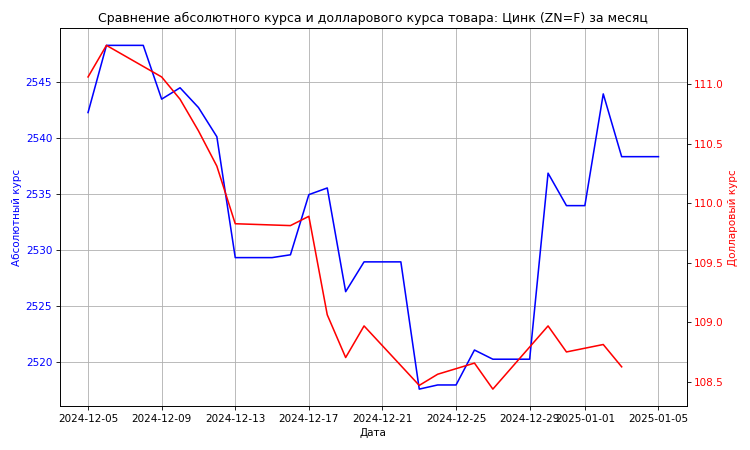 Сравнение абсолютного курса и долларового курса товара: Цинк (ZN=F) за месяц
2545
2540
2535
2530
2525
2520
Абсолютный курс
111.0
110.5
110.0
109.5
109.0
108.5
Долларовый курс
2024-12-05 2024-12-09 2024-12-13 2024-12-17 2024-12-21 2024-12-25 2024-12-29 2025-01-01 2025-01-05
Дата